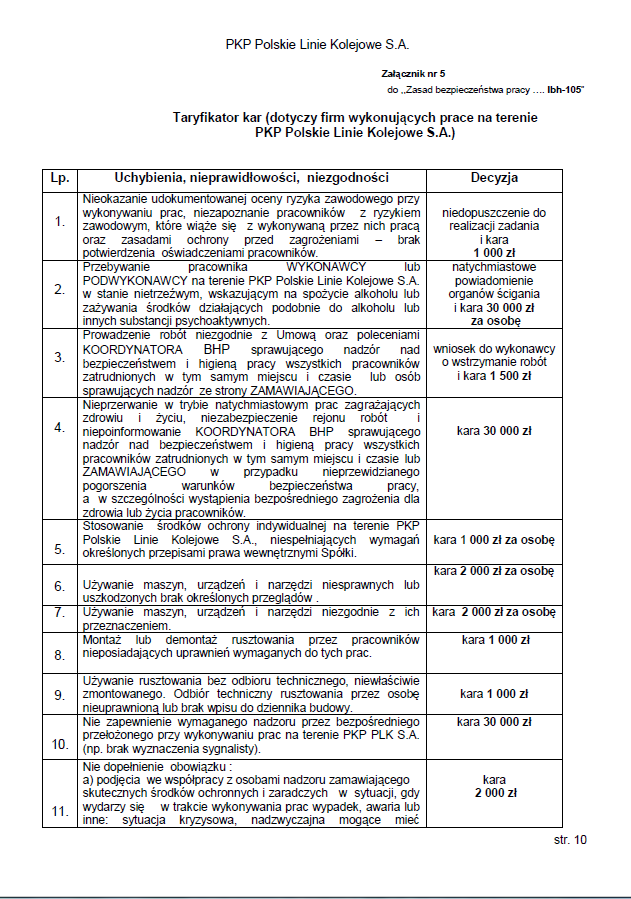 PKP Polskie Linie Kolejowe S.A.
Załącznik nr 5
do ,,Zasad bezpieczeństwa pracy …. Ibh-105"
Taryfikator kar (dotyczy firm wykonujących prace na terenie
PKP Polskie Linie Kolejowe S.A.)
Lp.
Uchybienia, nieprawidłowości, niezgodności
Decyzja
1.
Nieokazanie udokumentowanej oceny ryzyka zawodowego przy
wykonywaniu prac, niezapoznanie pracowników z ryzykiem
zawodowym, które wiąże się z wykonywaną przez nich pracą
oraz zasadami ochrony przed zagrożeniami – brak
potwierdzenia oświadczeniami pracowników.
niedopuszczenie do
realizacji zadania
i kara
1 000 zł
2.
Przebywanie pracownika WYKONAWCY lub
PODWYKONAWCY na terenie PKP Polskie Linie Kolejowe S.A.
w stanie nietrzeźwym, wskazującym na spożycie alkoholu lub
zażywania środków działających podobnie do alkoholu lub
innych substancji psychoaktywnych.
natychmiastowe
powiadomienie
organów ścigania
i kara 30 000 zł
za osobę
3.
Prowadzenie robót niezgodnie z Umową oraz poleceniami
KOORDYNATORA BHP sprawującego nadzór nad
bezpieczeństwem i higieną pracy wszystkich pracowników
zatrudnionych w tym samym miejscu i czasie lub osób
sprawujących nadzór ze strony ZAMAWIAJĄCEGO.
wniosek do wykonawcy
o wstrzymanie robót
i kara 1 500 zł
4.
Nieprzerwanie w trybie natychmiastowym prac zagrażających
zdrowiu i życiu, niezabezpieczenie rejonu robót i
niepoinformowanie KOORDYNATORA BHP sprawującego
nadzór nad bezpieczeństwem i higieną pracy wszystkich
pracowników zatrudnionych w tym samym miejscu i czasie lub
ZAMAWIAJĄCEGO w przypadku nieprzewidzianego
pogorszenia warunków bezpieczeństwa pracy,
a w szczególności wystąpienia bezpośredniego zagrożenia dla
zdrowia lub życia pracowników.
kara 30 000 zł
5.
Stosowanie środków ochrony indywidualnej na terenie PKP
Polskie Linie Kolejowe S.A., niespełniających wymagań
określonych przepisami prawa wewnętrznymi Spółki.
kara 1 000 zł za osobę
6.
Używanie maszyn, urządzeń i narzędzi niesprawnych lub
uszkodzonych brak określonych przeglądów .
kara 2 000 zł za osobę
7.
Używanie maszyn, urządzeń i narzędzi niezgodnie z ich
przeznaczeniem.
kara 2 000 zł za osobę
8.
Montaż lub demontaż rusztowania przez pracowników
nieposiadających uprawnień wymaganych do tych prac.
kara 1 000 zł
9.
Używanie rusztowania bez odbioru technicznego, niewłaściwie
zmontowanego. Odbiór techniczny rusztowania przez osobę
nieuprawnioną lub brak wpisu do dziennika budowy.
kara 1 000 zł
10.
Nie zapewnienie wymaganego nadzoru przez bezpośredniego
przełożonego przy wykonywaniu prac na terenie PKP PLK S.A.
(np. brak wyznaczenia sygnalisty).
kara 30 000 zł
11.
Nie dopełnienie obowiązku :
a) podjęcia we współpracy z osobami nadzoru zamawiającego
skutecznych środków ochronnych i zaradczych w sytuacji, gdy
wydarzy się w trakcie wykonywania prac wypadek, awaria lub
inne: sytuacja kryzysowa, nadzwyczajna mogące mieć
kara
2 000 zł
str. 10